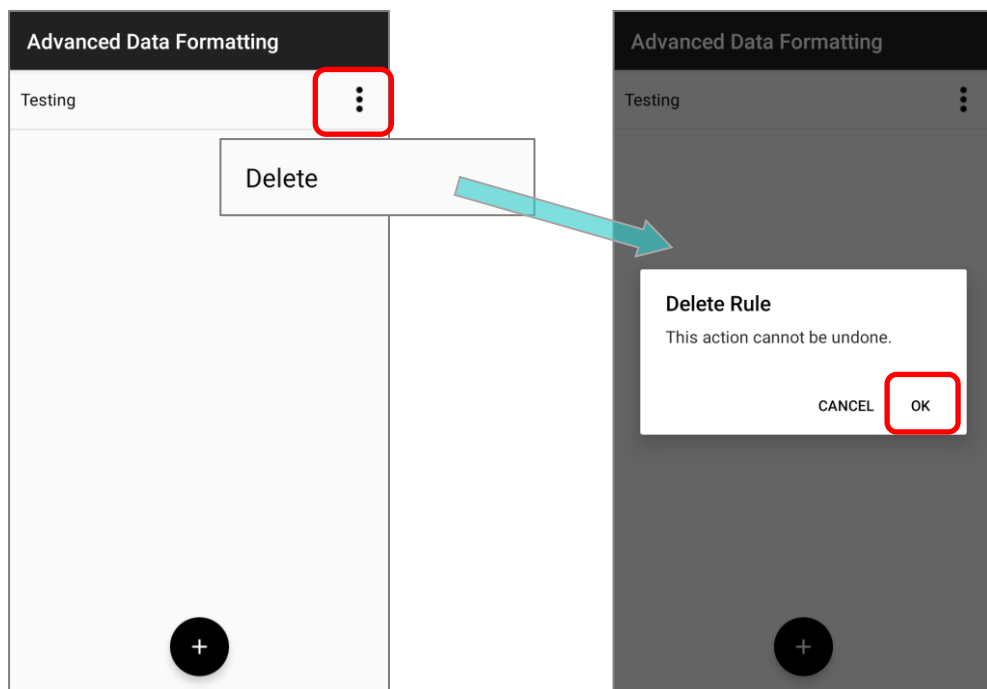 Advanced Data Formatting
Testing
Delete
+
Advanced Data Formatting
Testing
Delete Rule
This action cannot be undone.
CANCEL OK
+